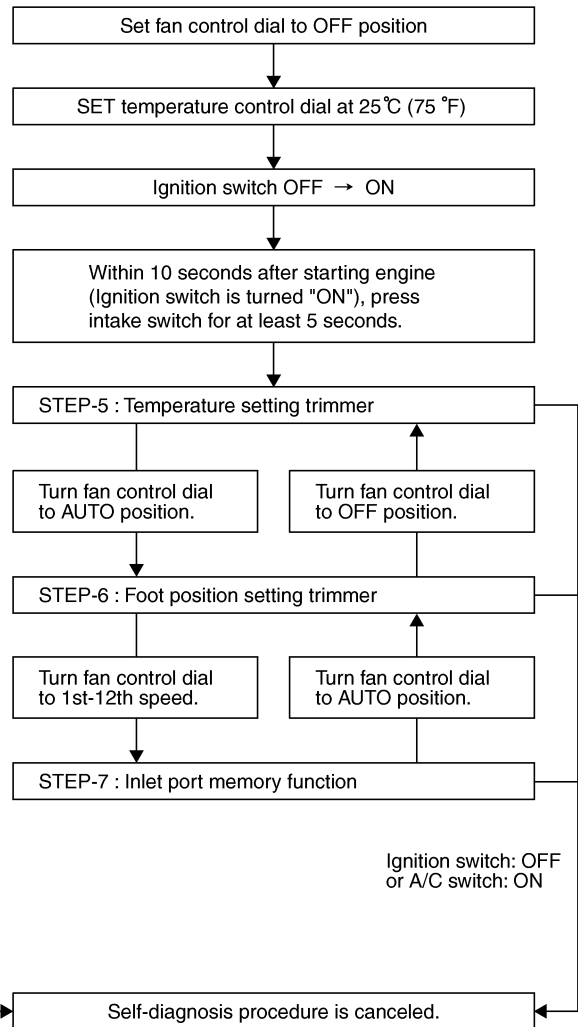 Set fan control dial to OFF position
SET temperature control dial at 25℃ (75 ℉)
Ignition switch OFF → ON
Within 10 seconds after starting engine
(Ignition switch is turned "ON"), press
intake switch for at least 5 seconds.
STEP-5 : Temperature setting trimmer
Turn fan control dial
to AUTO position.
Turn fan control dial
to OFF position.
STEP-6 : Foot position setting trimmer
Turn fan control dial
to 1st-12th speed.
Turn fan control dial
to AUTO position.
STEP-7 : Inlet port memory function
Ignition switch: OFF
or A/C switch: ON
Self-diagnosis procedure is canceled.